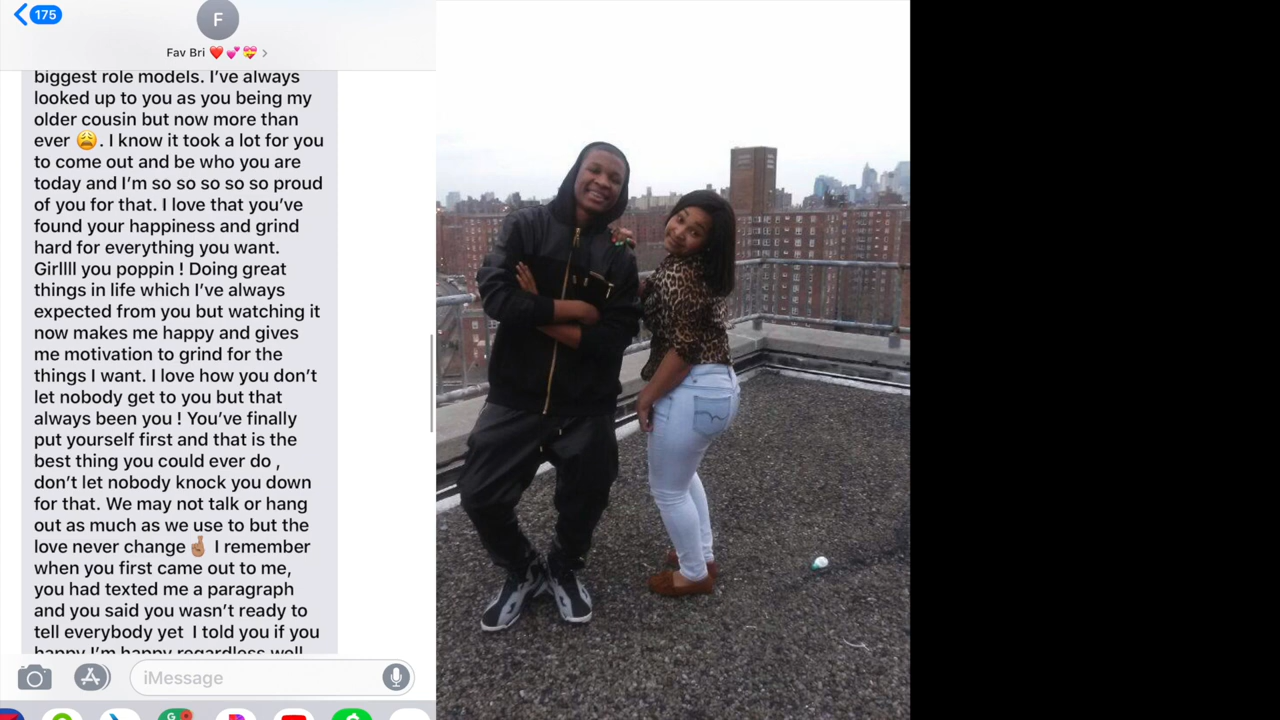 175
F
Fav Bri ❤️💕💝 >
biggest role models. I’ve always
looked up to you as you being my
older cousin but now more than
ever 😩. I know it took a lot for you
to come out and be who you are
today and I’m so so so so so proud
of you for that. I love that you’ve
found your happiness and grind
hard for everything you want.
Girllll you poppin ! Doing great
things in life which I’ve always
expected from you but watching it
now makes me happy and gives
me motivation to grind for the
things I want. I love how you don’t
let nobody get to you but that
always been you ! You’ve finally
put yourself first and that is the
best thing you could ever do ,
don’t let nobody knock you down
for that. We may not talk or hang
out as much as we use to but the
love never change 🤞🏽 I remember
when you first came out to me,
you had texted me a paragraph
and you said you wasn’t ready to
tell everybody yet  I told you if you
happy I’m happy regardless well
iMessage